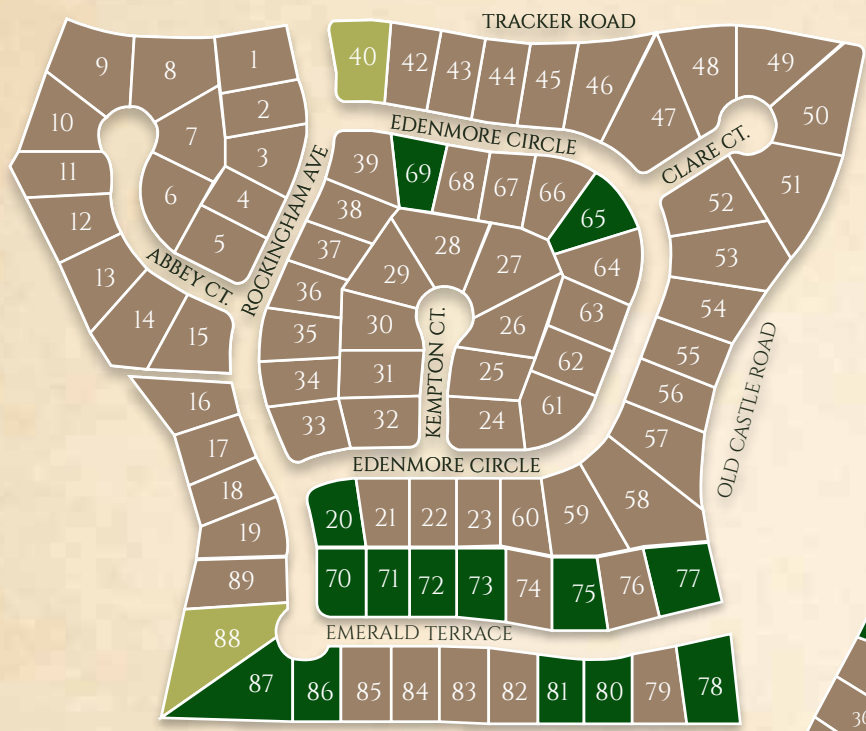 TRACKER ROAD
40 42 43 44 45 46 47 48 49 50
9 8 1
10 7 2
11 6 3
12 5 4
13 14 15
EDENMORE CIRCLE
CLARE CT.
ROCKINGHAM AVE
ABBEY CT.
39 69 68 67 66 65
38 28 27 64
37 29 26 63
36 30 25 62
35 31 24 61
34 32
33
KEMPTON CT.
51
52
53
54
55
56
57
58
OLD CASTLE ROAD
16
17
18
19
89
88
87
EDENMORE CIRCLE
20 21 22 23 60 59
70 71 72 73 74 75 76 77
EMERALD TERRACE
86 85 84 83 82 81 80 79 78